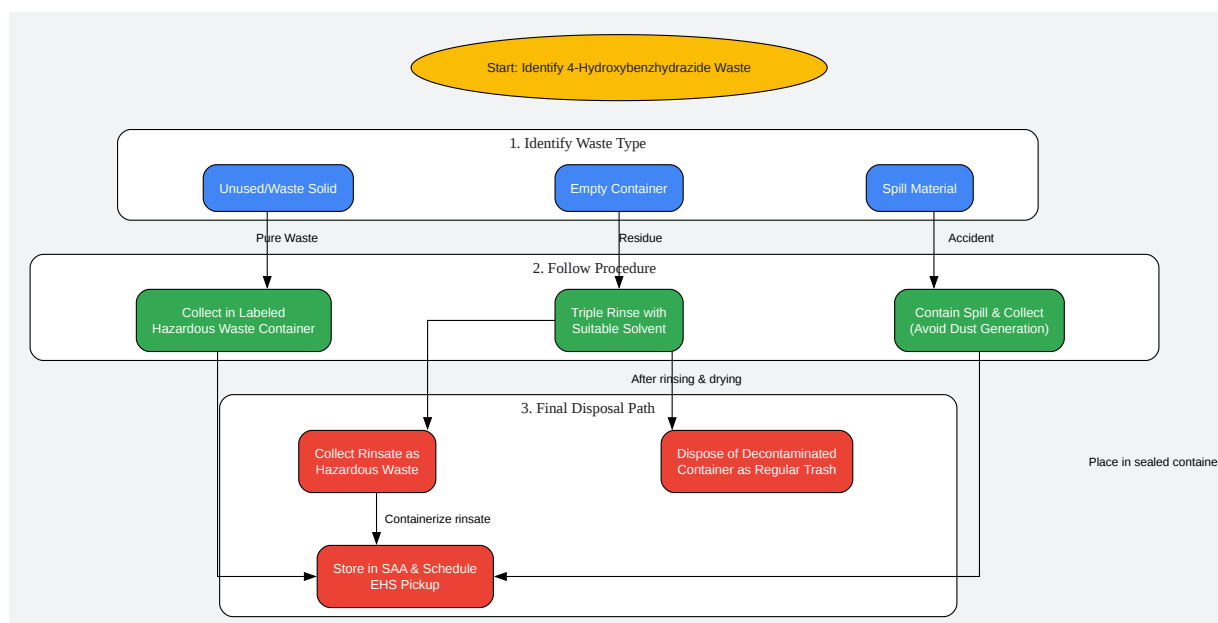 Start: Identify 4-Hydroxybenzhydrazide Waste
1. Identify Waste Type
Unused/Waste Solid
Empty Container
Spill Material
Pure Waste
Residue
Accident
2. Follow Procedure
Collect in Labeled
Hazardous Waste Container
Triple Rinse with
Suitable Solvent
Contain Spill & Collect
(Avoid Dust Generation)
After rinsing & drying
3. Final Disposal Path
Collect Rinsate as
Hazardous Waste
Dispose of Decontaminated
Container as Regular Trash
Place in sealed containe
Containerize rinsate
Store in SAA & Schedule
EHS Pickup